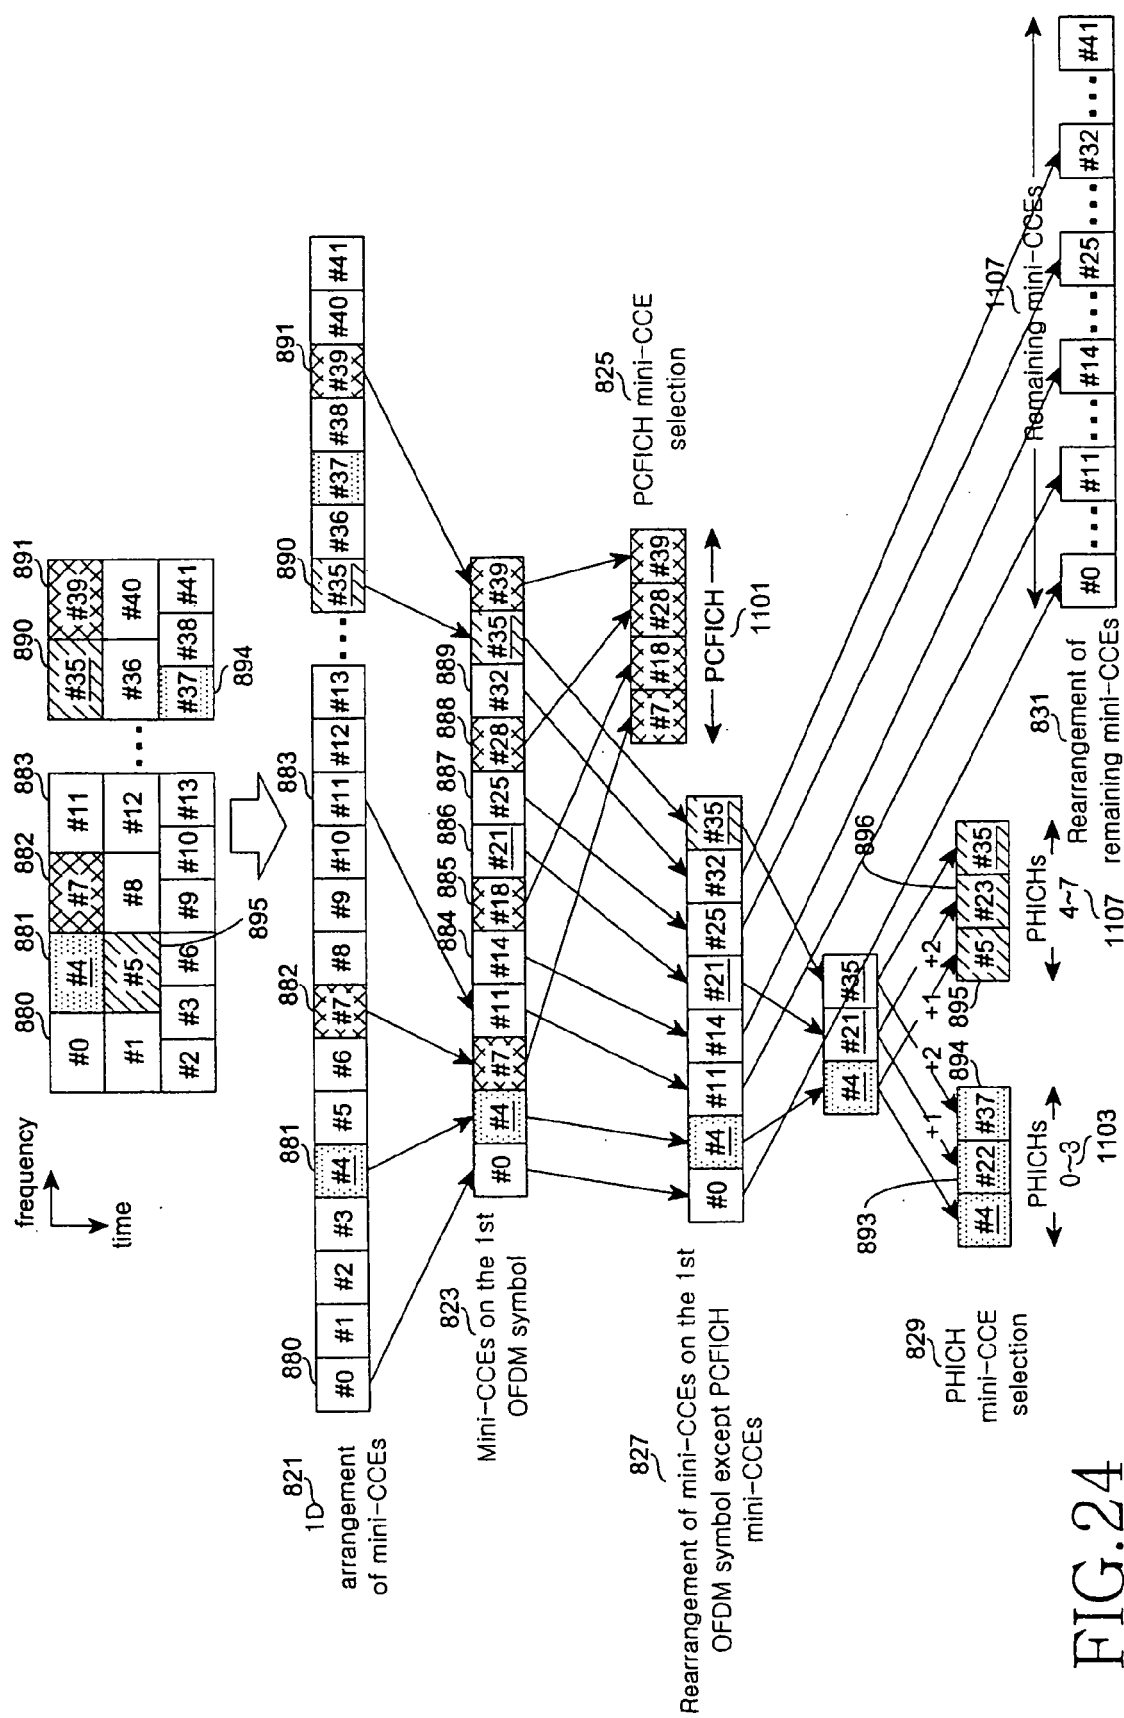 frequency
time
880 881 882 883 890 891
#0 #4 #7 #11 #35 #39
#1 #5 #8 #12 #36 #40
#2 #3 #6 #9 #10 #13 #37 #38 #41
895 894
821
1D
arrangement
of mini-CCEs
880 881 882 883 890 891
#0 #1 #2 #3 #4 #5 #6 #7 #8 #9 #10 #11 #12 #13 #35 #36 #37 #38 #39 #40 #41
823
Mini-CCEs on the 1st
OFDM symbol
884 885 886 887 888 889
#0 #4 #7 #11 #14 #18 #21 #25 #28 #32 #35 #39
825
PCFICH mini-CCE
selection
#7 #18 #28 #39
PCFICH
1101
827
Rearrangement of mini-CCEs on the 1st
OFDM symbol except PCFICH
mini-CCEs
#0 #4 #11 #14 #21 #25 #32 #35
#4 #21 #35
+1 +2 +1 +2
829
PHICH
mini-CCE
selection
893 894 895 896
#4 #22 #37 #5 #23 #35
PHICHs
0~3
1103
PHICHs
4~7
1107
831
Rearrangement of
remaining mini-CCEs
1107
Remaining mini-CCEs
#0 #11 #14 #25 #32 #41
FIG.24